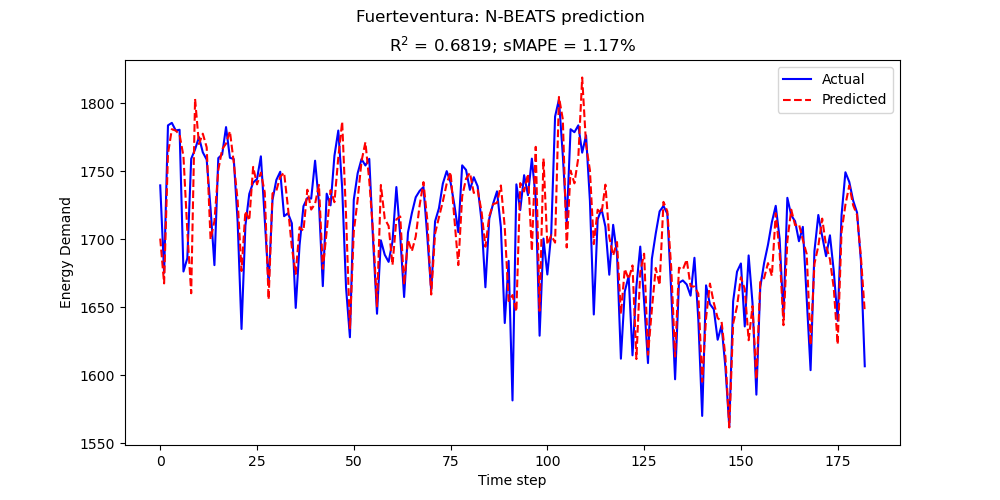 Fuerteventura: N-BEATS prediction
R² = 0.6819; sMAPE = 1.17%
Actual
Predicted
Energy Demand
1800
1750
1700
1650
1600
1550
0 25 50 75 100 125 150 175
Time step